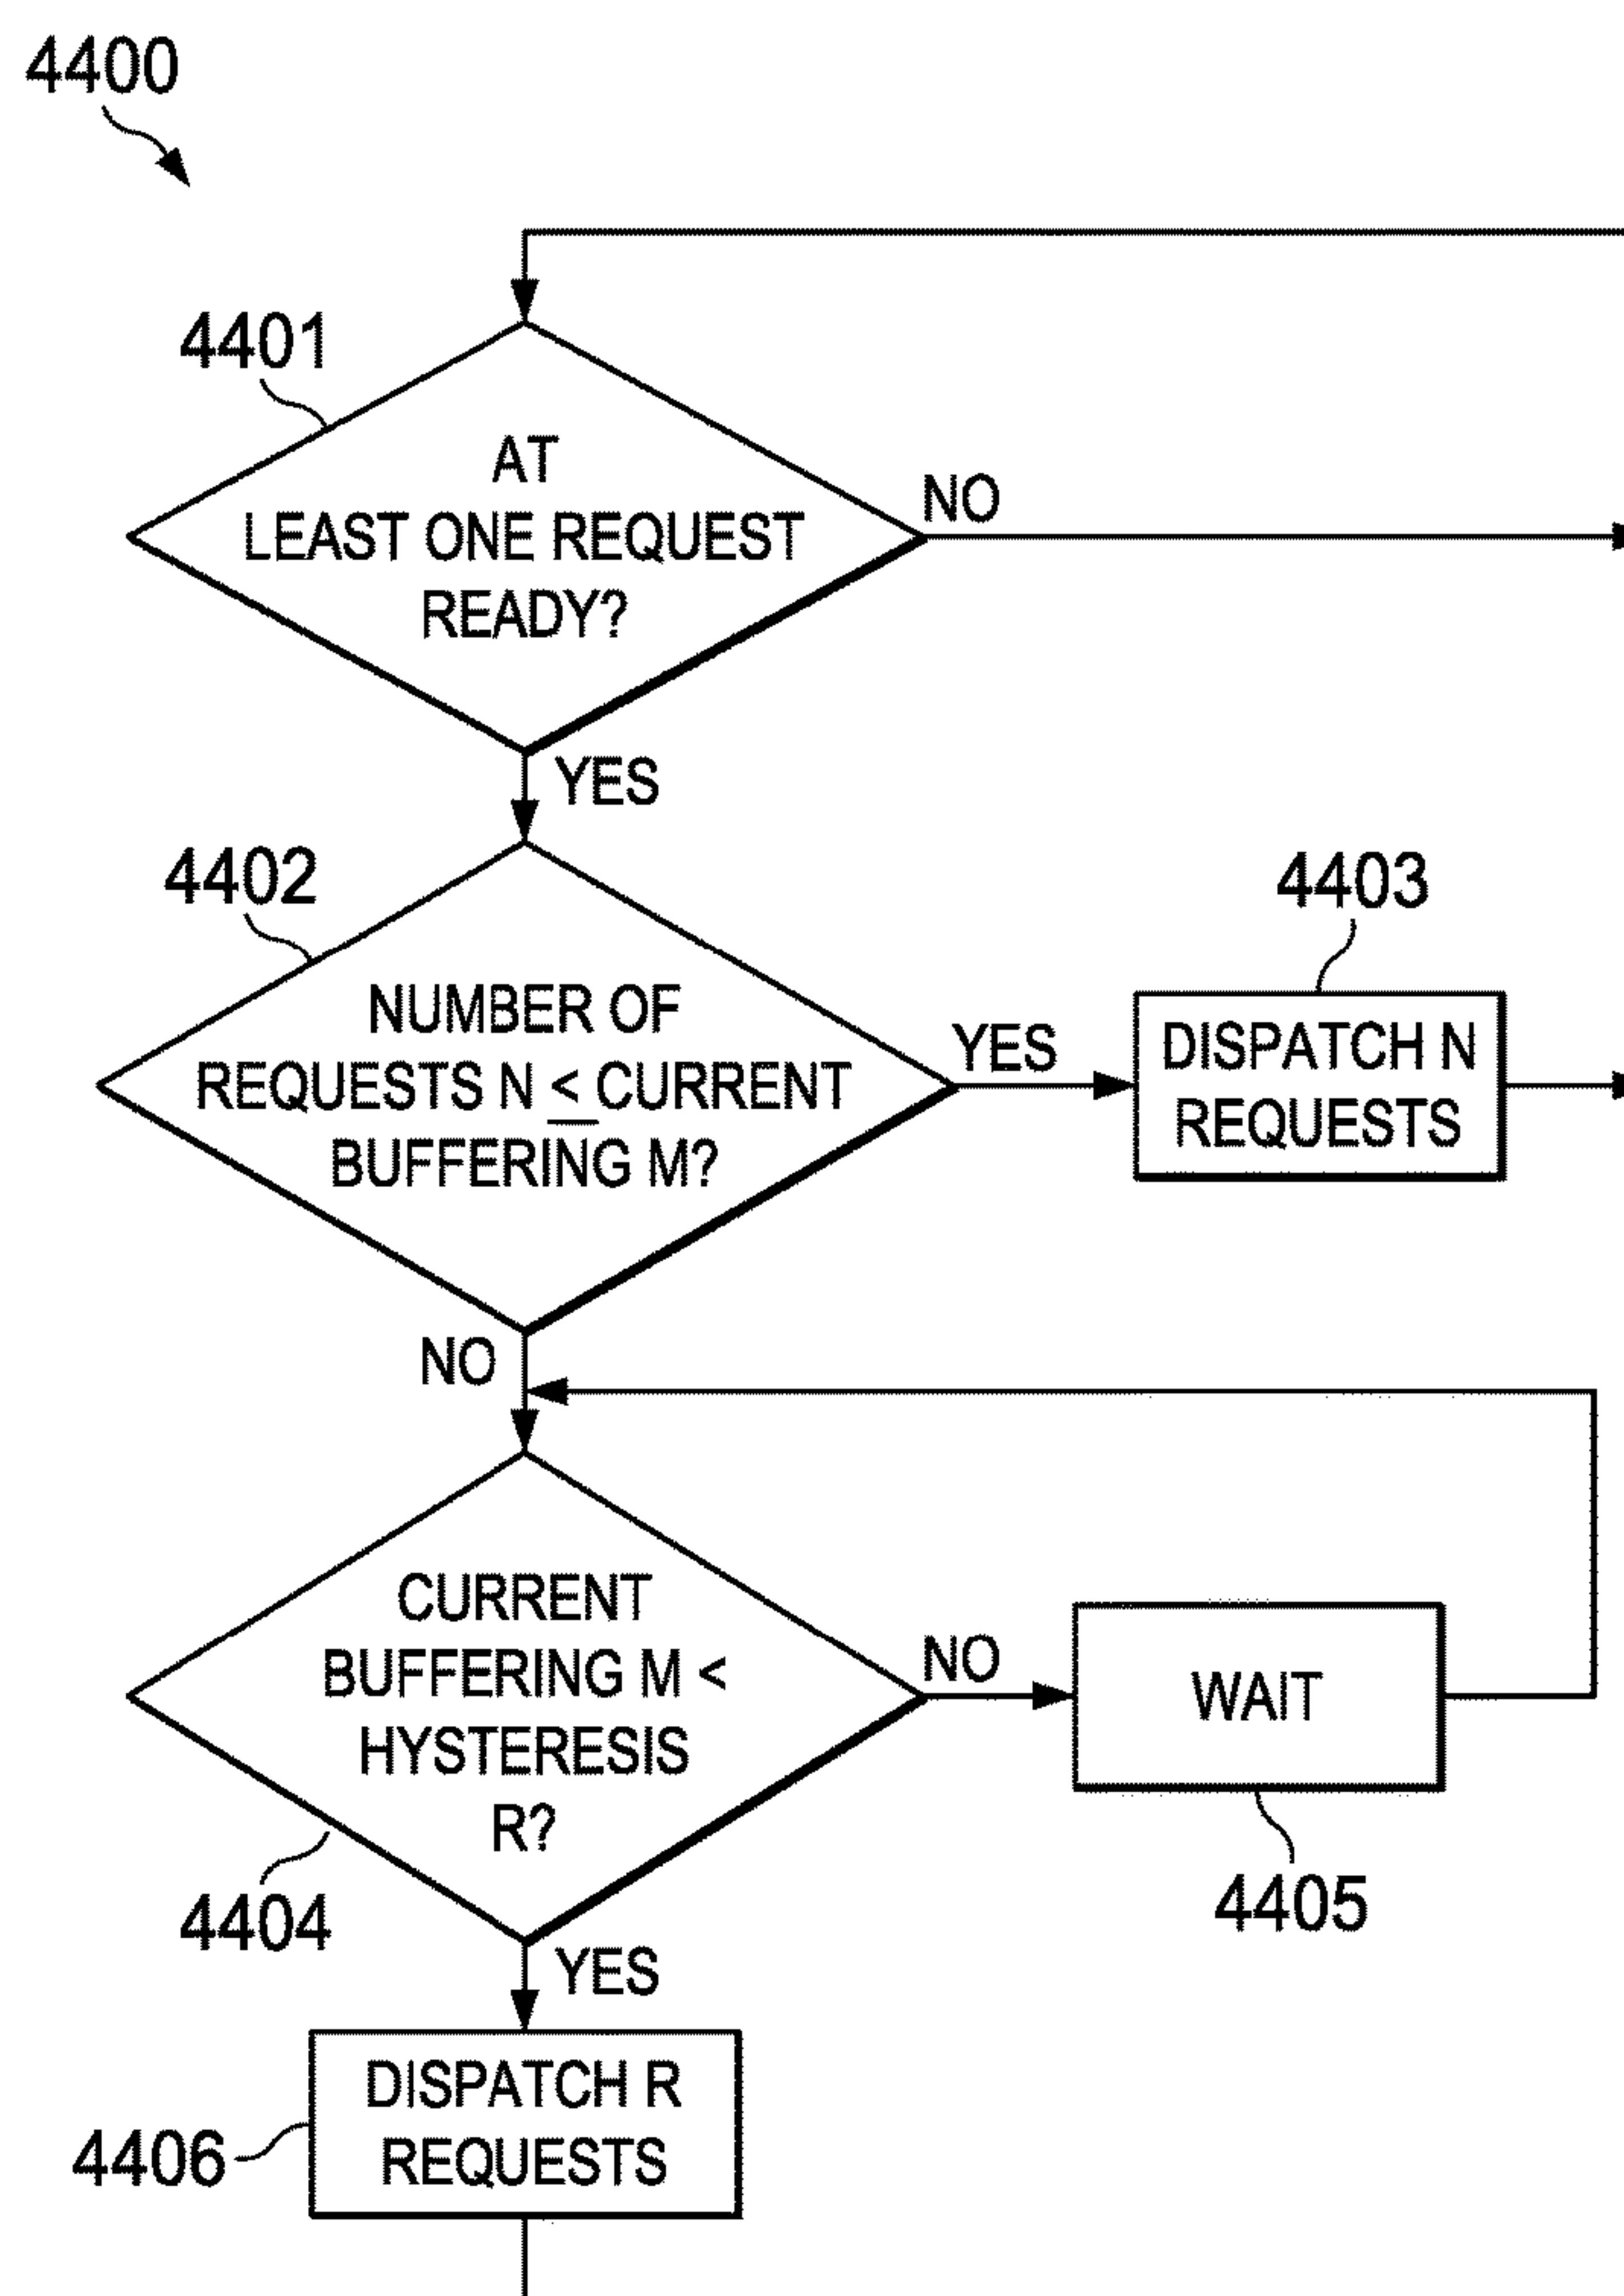 4400
4401
AT
LEAST ONE REQUEST
READY?
NO
YES
4402
NUMBER OF
REQUESTS N ≤ CURRENT
BUFFERING M?
YES
4403
DISPATCH N
REQUESTS
NO
CURRENT
BUFFERING M <
HYSTERESIS
R?
NO
WAIT
4404
4405
YES
DISPATCH R
REQUESTS
4406